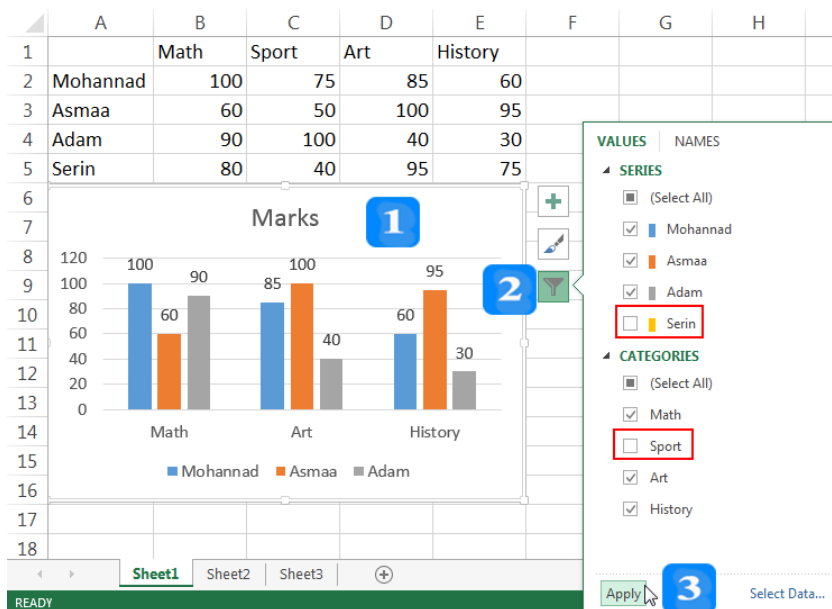 A B C D E F G H
1 Math Sport Art History
2 Mohannad 100 75 85 60
3 Asmaa 60 50 100 95
4 Adam 90 100 40 30
5 Serin 80 40 95 75
6
7
8
9
10
11
12
13
14
15
16
17
18
Marks
1
120
100
80
60
40
20
0
100 60 90
85 100 40
60 95 30
Math Art History
Mohannad Asmaa Adam
2
VALUES NAMES
SERIES
(Select All)
Mohannad
Asmaa
Adam
Serin
CATEGORIES
(Select All)
Math
Sport
Art
History
Apply 3 Select Data...
Sheet1 Sheet2 Sheet3
READY